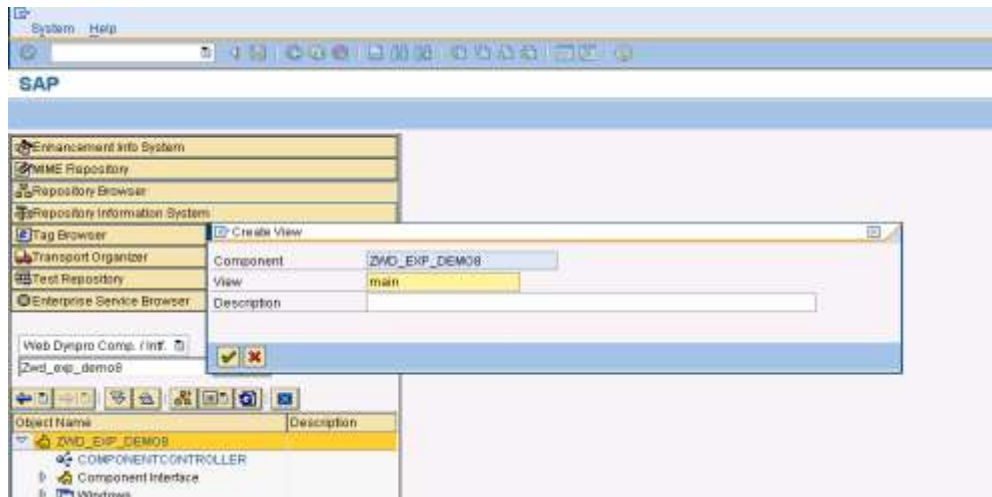 System Help
SAP
Enhancement Info System
MIME Repository
Repository Browser
Repository Information System
Tag Browser
Transport Organizer
Test Repository
Enterprise Service Browser
Create View
Component ZWD_EXP_DEMO8
View main
Description
Web Dynpro Comp. / Intf.
Zwd_exp_demo8
Object Name Description
ZWD_EXP_DEMO8
COMPONENTCONTROLLER
Component Interface
Windows